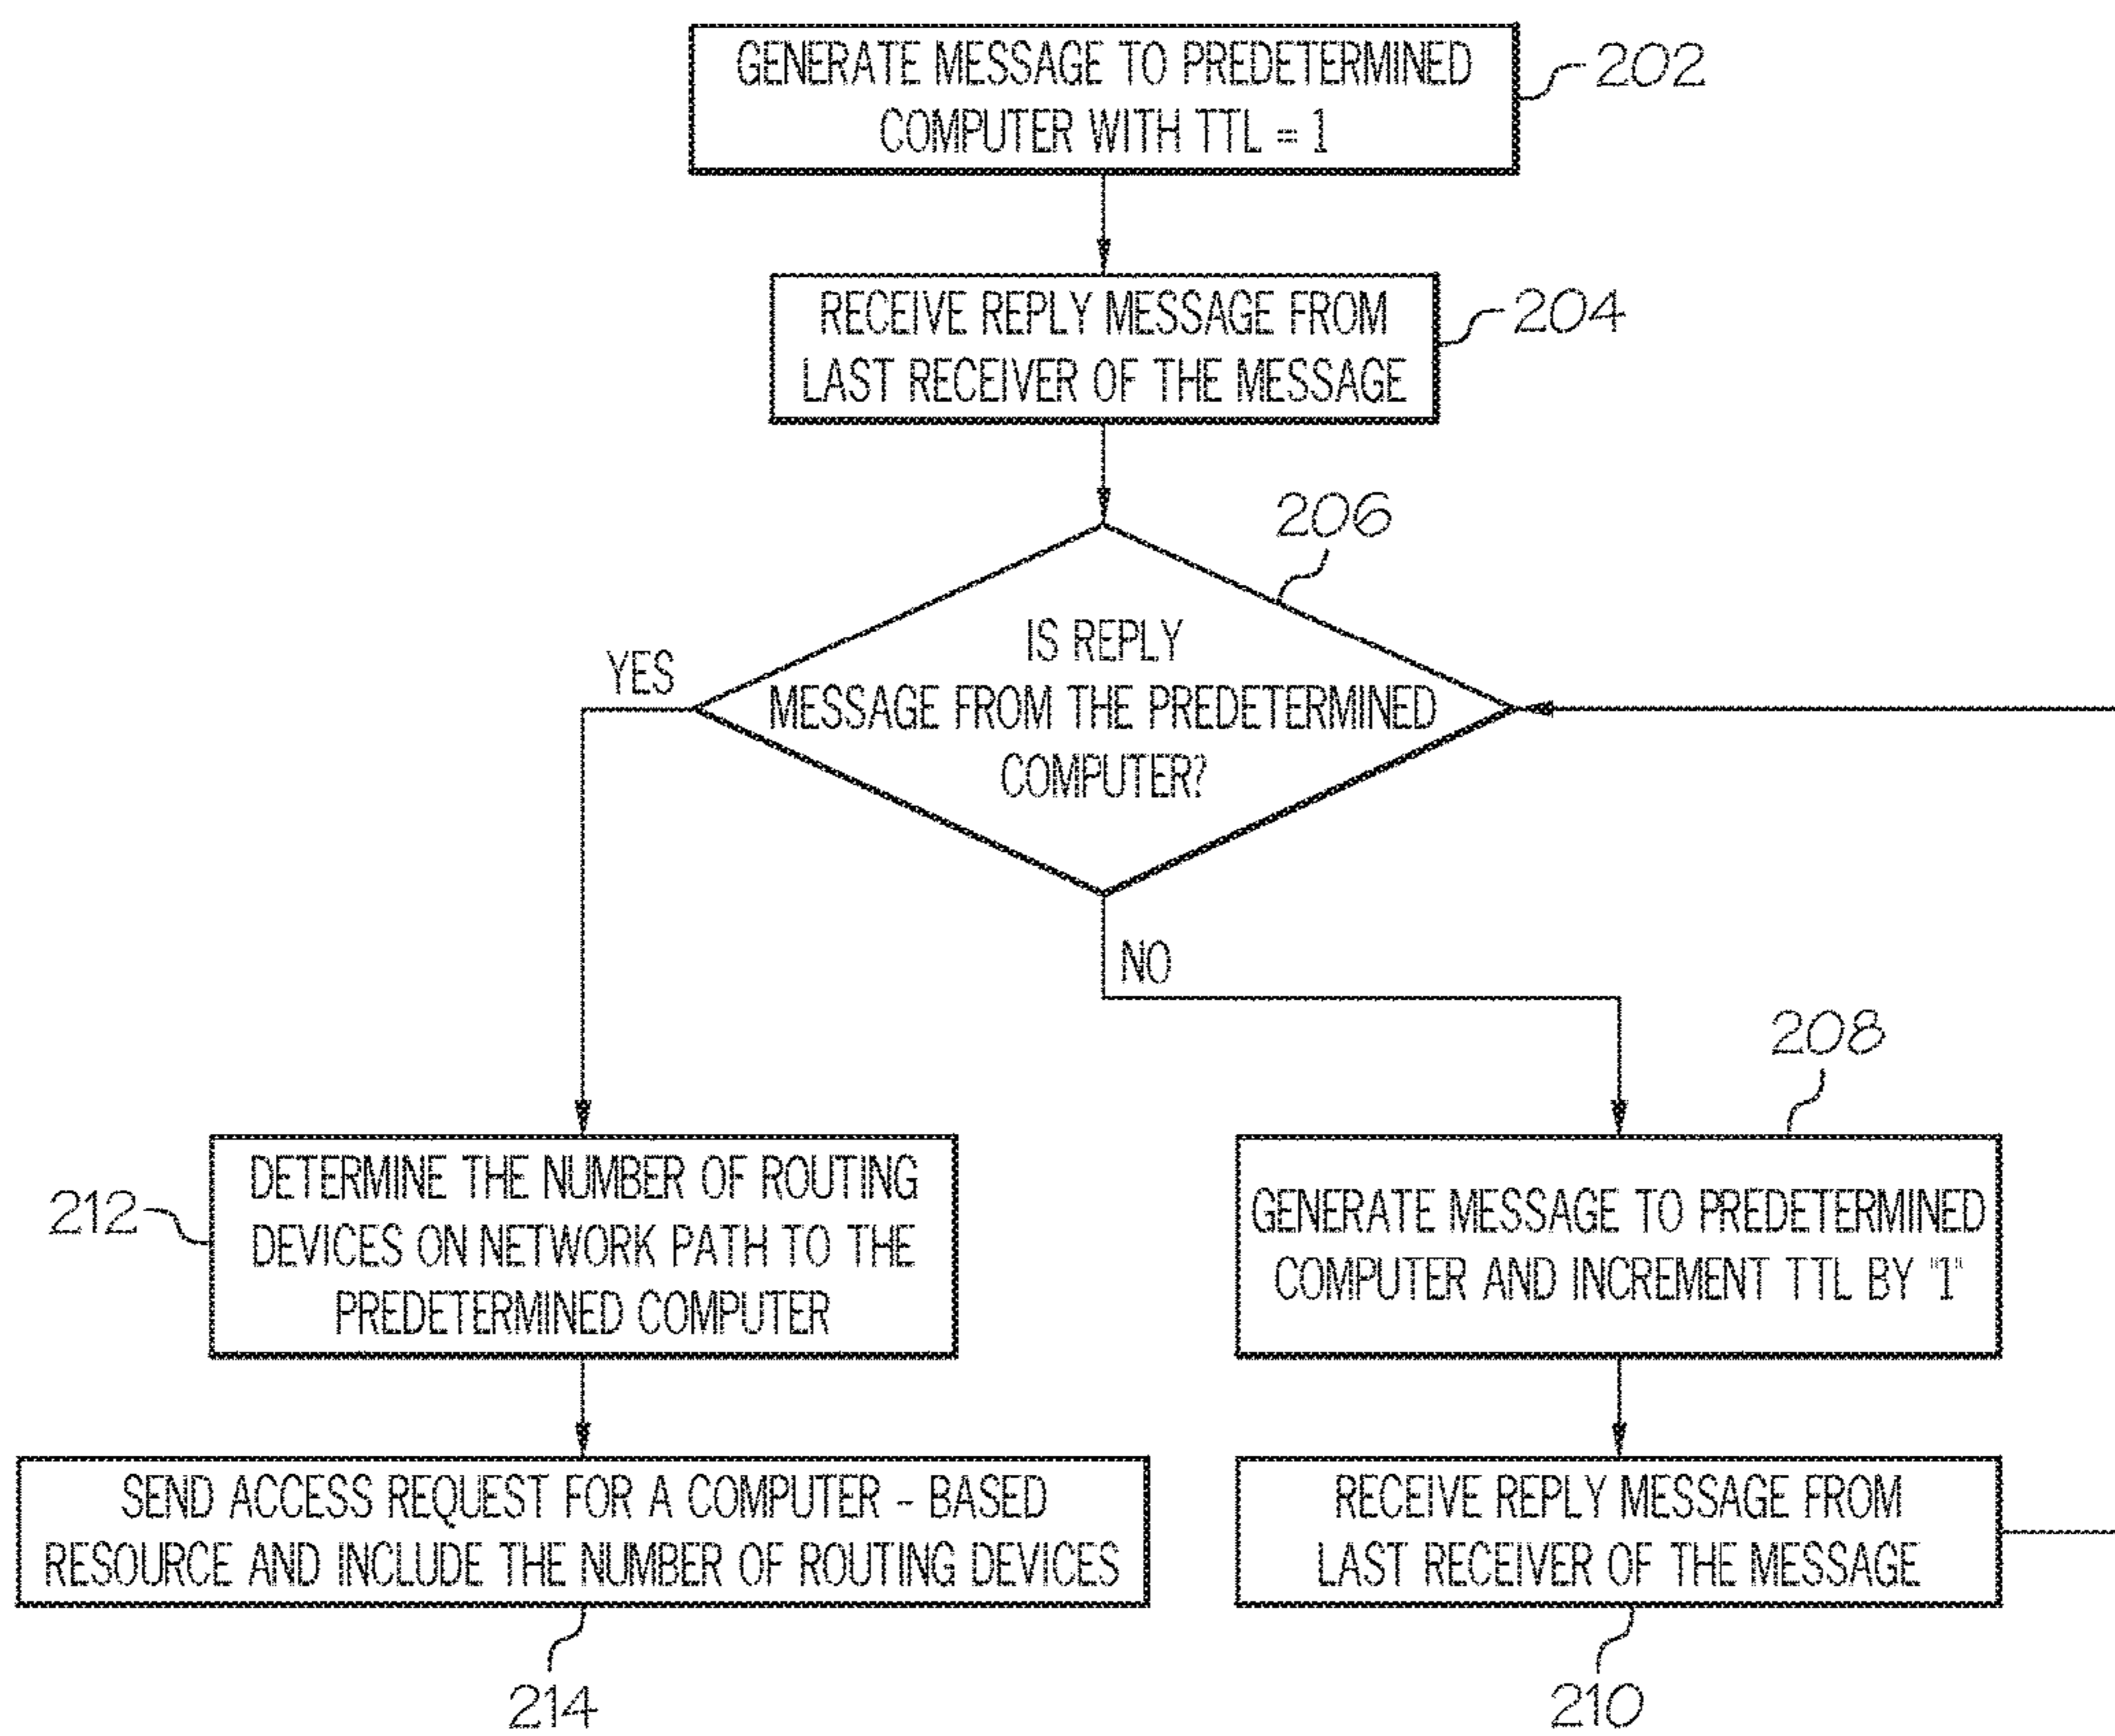 GENERATE MESSAGE TO PREDETERMINED
COMPUTER WITH TTL = 1
202
RECEIVE REPLY MESSAGE FROM
LAST RECEIVER OF THE MESSAGE
204
206
IS REPLY
MESSAGE FROM THE PREDETERMINED
COMPUTER?
YES
NO
208
212
DETERMINE THE NUMBER OF ROUTING
DEVICES ON NETWORK PATH TO THE
PREDETERMINED COMPUTER
GENERATE MESSAGE TO PREDETERMINED
COMPUTER AND INCREMENT TTL BY "1"
SEND ACCESS REQUEST FOR A COMPUTER - BASED
RESOURCE AND INCLUDE THE NUMBER OF ROUTING DEVICES
RECEIVE REPLY MESSAGE FROM
LAST RECEIVER OF THE MESSAGE
214
210